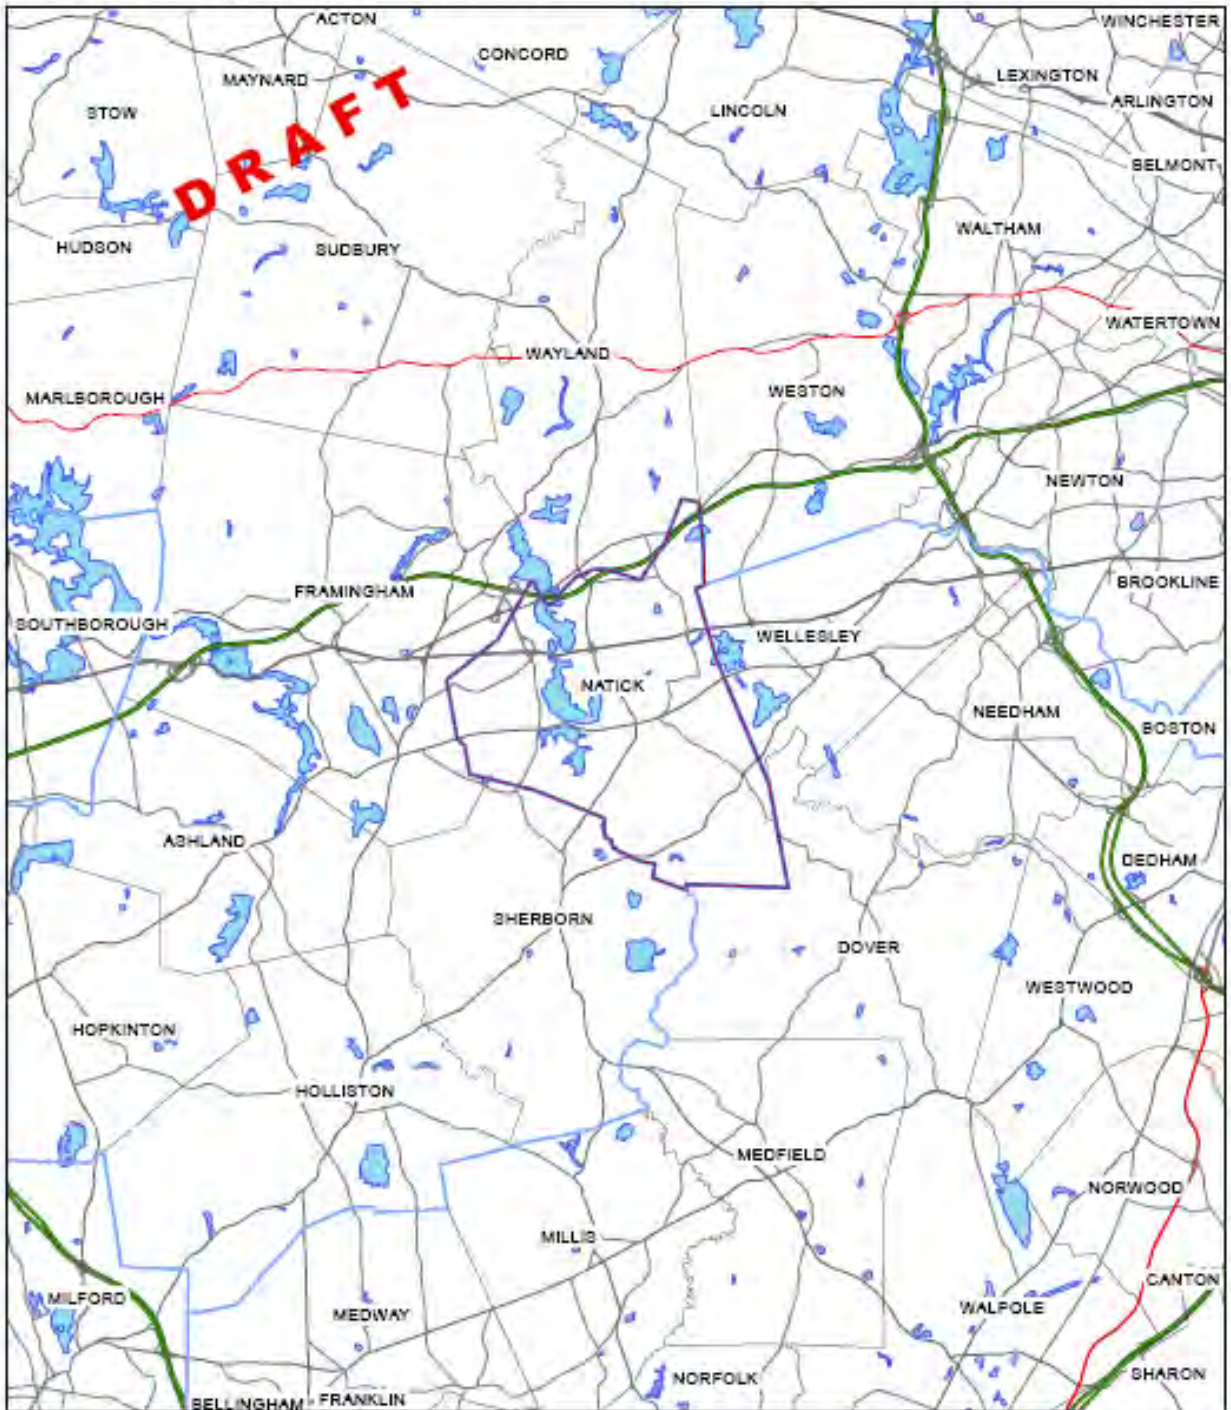 ACTON
WINCHESTER
CONCORD
MAYNARD
LEXINGTON
ARLINGTON
STOW
LINCOLN
DRAFT
BELMONT
HUDSON
SUDBURY
WALTHAM
WATERTOWN
WAYLAND
MARLBOROUGH
WESTON
NEWTON
FRAMINGHAM
BROOKLINE
SOUTHBOROUGH
WELLESLEY
NATICK
NEEDHAM
BOSTON
ASHLAND
DEDHAM
SHERBORN
DOVER
WESTWOOD
HOPKINTON
HOLLISTON
MEDFIELD
NORWOOD
MILLIS
CANTON
MILFORD
MEDWAY
WALPOLE
NORFOLK
SHARON
BELLINGHAM
FRANKLIN